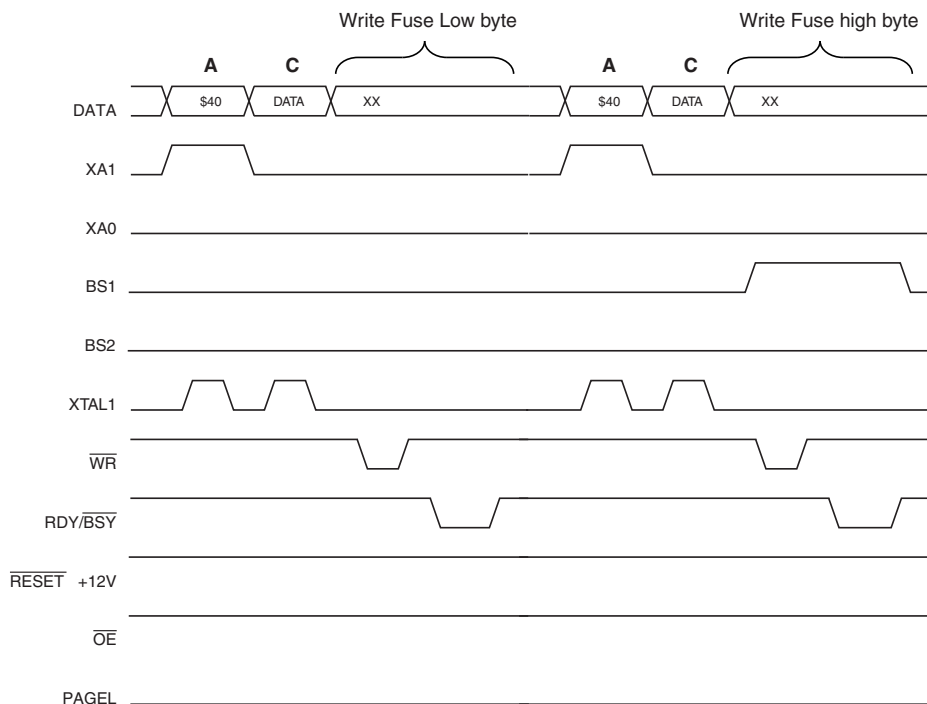 Write Fuse Low byte Write Fuse high byte
A C A C
DATA $40 DATA XX $40 DATA XX
XA1
XA0
BS1
BS2
XTAL1
WR
RDY/BSY
RESET +12V
OE
PAGEL